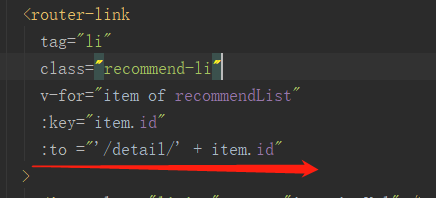 <router-link
tag="li"
class="recommend-li"
v-for="item of recommendList"
:key="item.id"
:to ="'/detail/' + item.id"
>